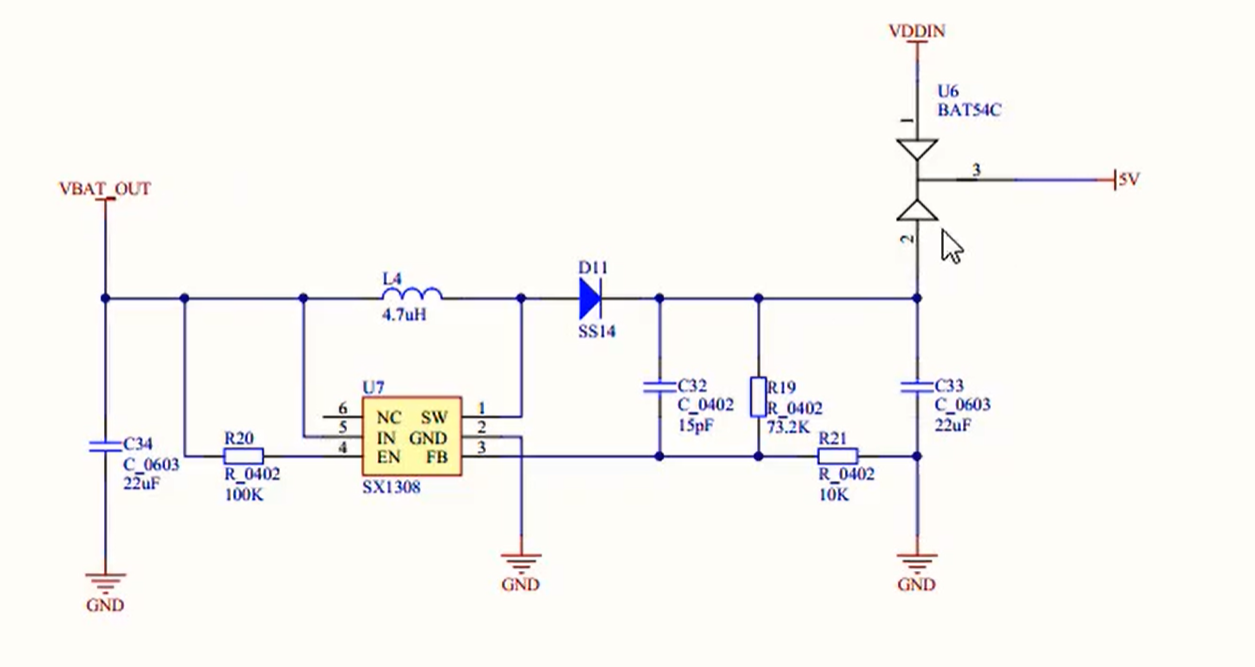 VDDIN
U6
BAT54C
1
3
5V
2
VBAT_OUT
L4
4.7uH
D11
SS14
U7
6
NC
SW
1
5
IN
GND
2
4
EN
FB
3
SX1308
C34
C_0603
22uF
R20
R_0402
100K
C32
C_0402
15pF
R19
R_0402
73.2K
R21
R_0402
10K
C33
C_0603
22uF
GND
GND
GND